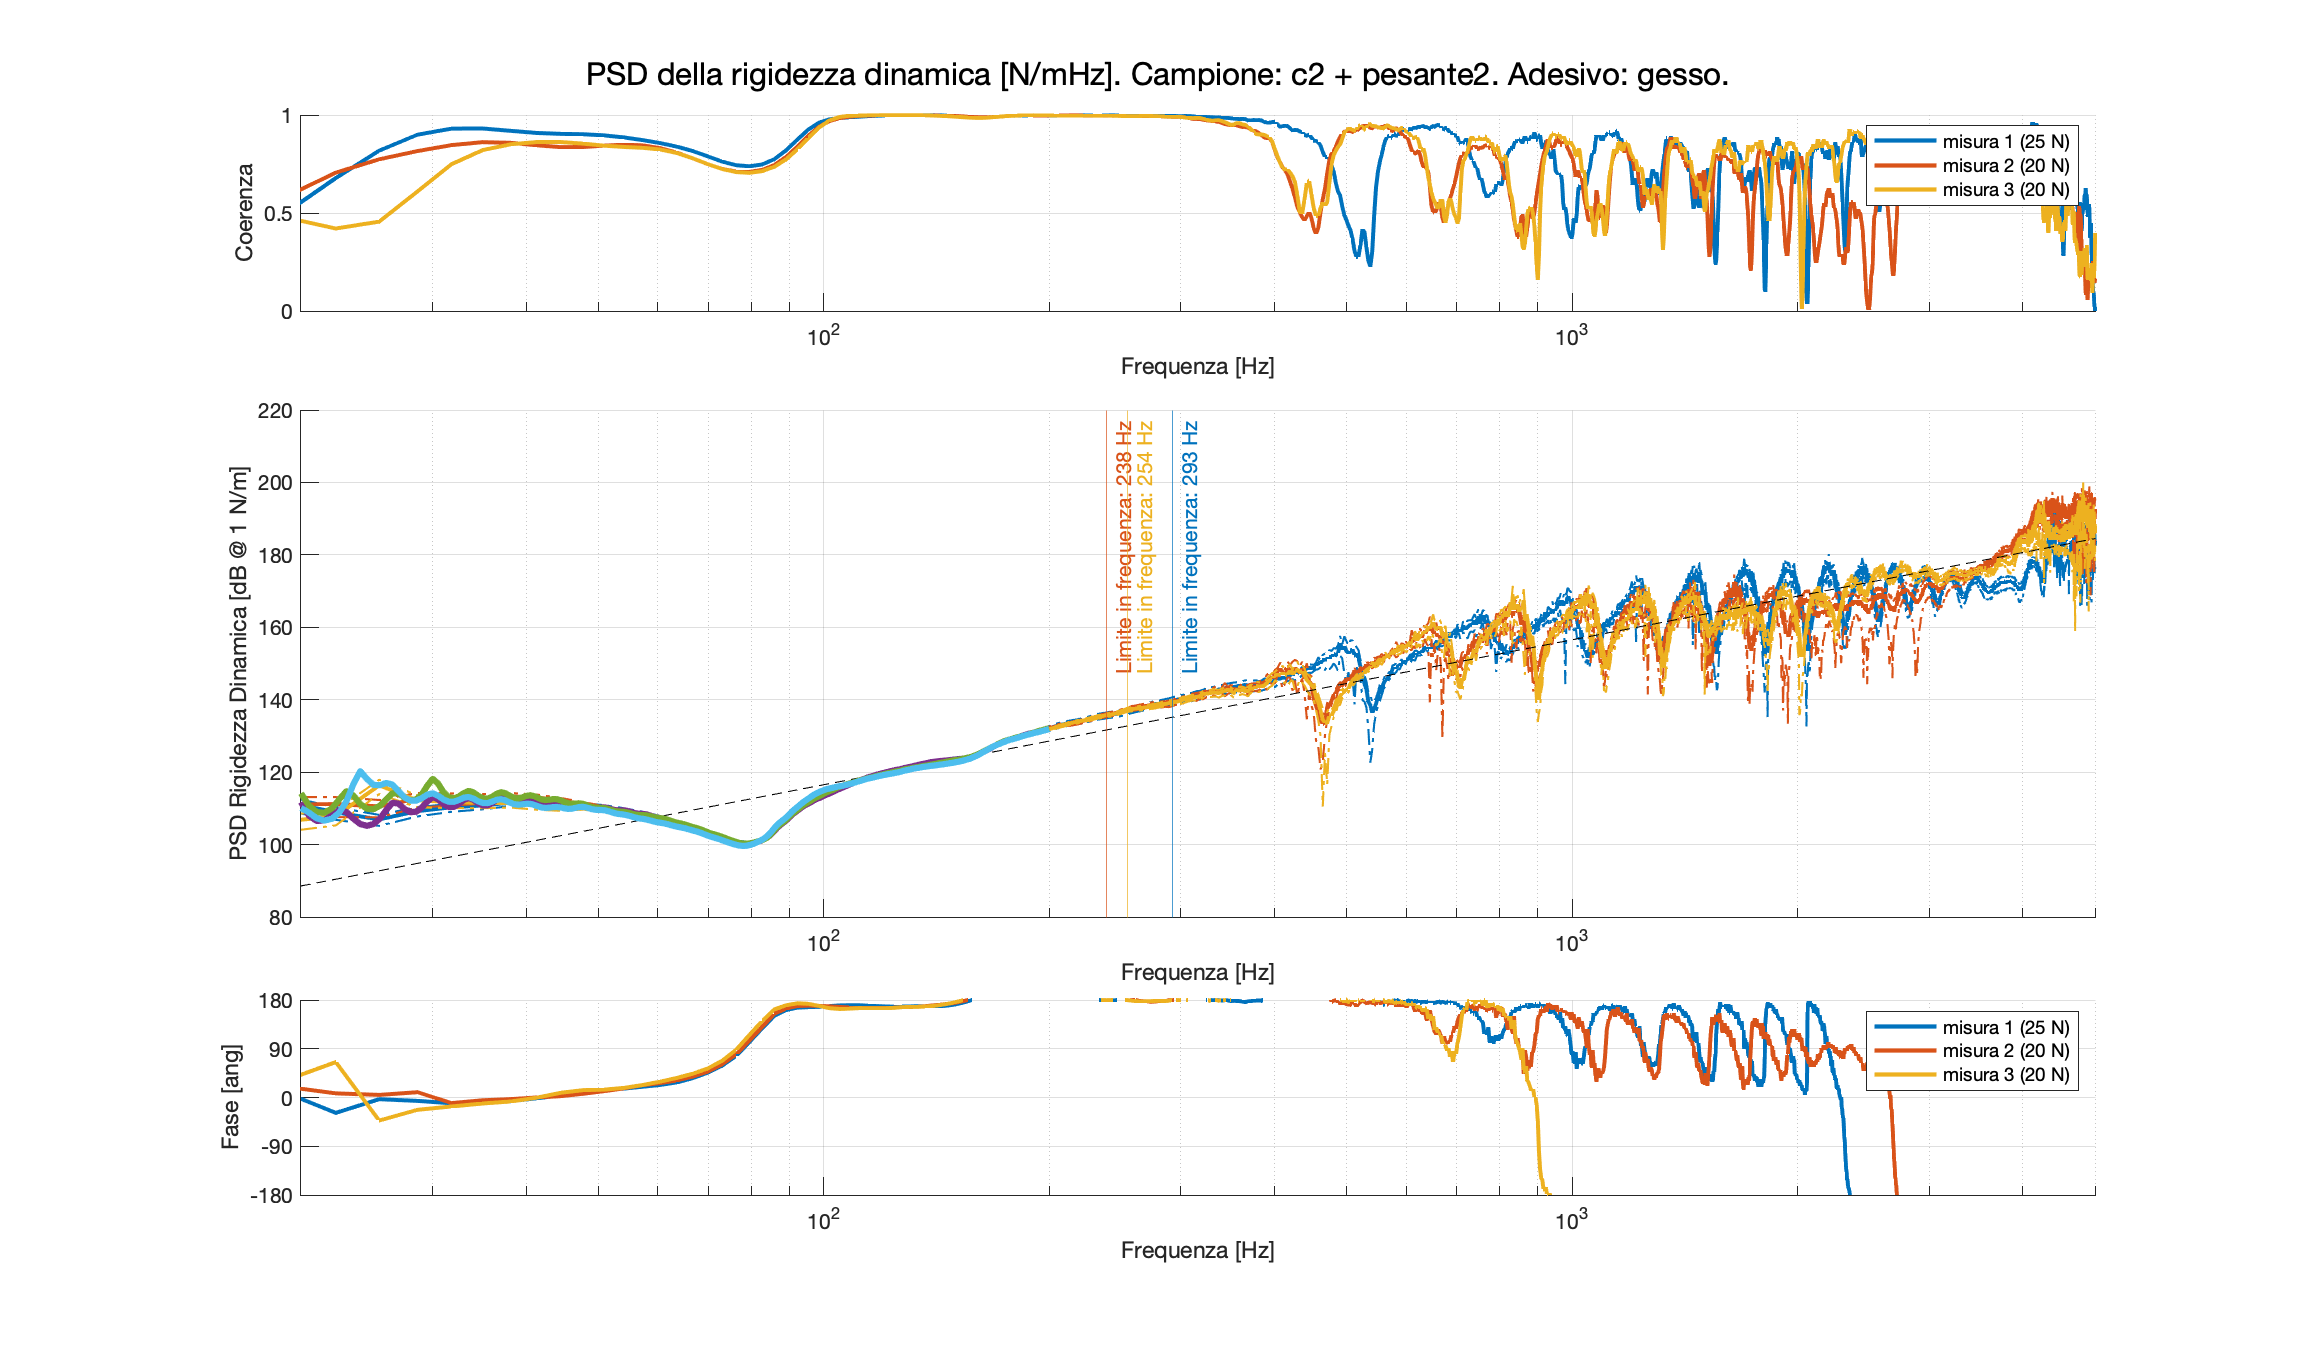 PSD della rigidezza dinamica [N/mHz]. Campione: c2 + pesante2. Adesivo: gesso.
Coerenza
1
0.5
0
10^2
10^3
Frequenza [Hz]
misura 1 (25 N)
misura 2 (20 N)
misura 3 (20 N)
PSD Rigidezza Dinamica [dB @ 1 N/m]
220
200
180
160
140
120
100
80
Limite in frequenza: 238 Hz
Limite in frequenza: 254 Hz
Limite in frequenza: 293 Hz
10^2
10^3
Frequenza [Hz]
Fase [ang]
180
90
0
-90
-180
10^2
10^3
Frequenza [Hz]
misura 1 (25 N)
misura 2 (20 N)
misura 3 (20 N)